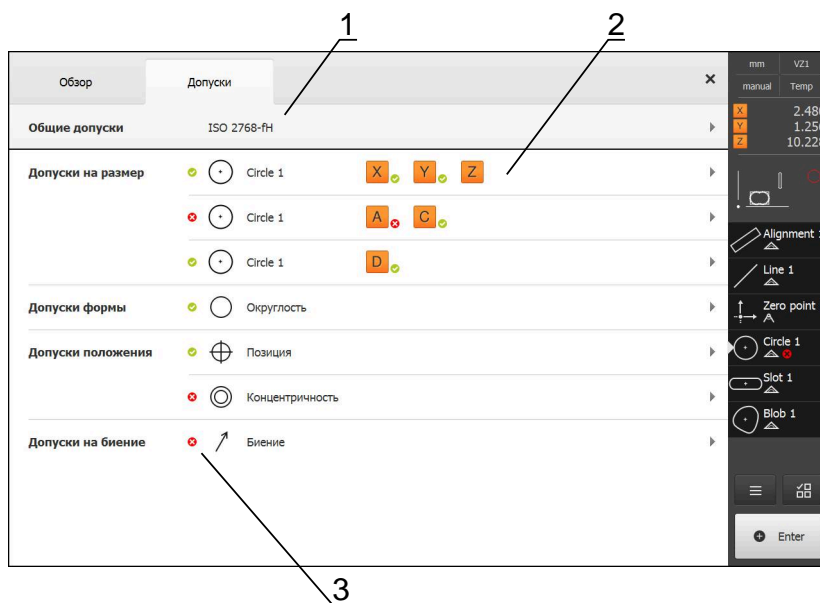 1
2
Обзор
Допуски
×
Общие допуски
ISO 2768-fH
Допуски на размер
Circle 1
X
Y
Z
Circle 1
A
C
Circle 1
D
Допуски формы
Округлость
Допуски положения
Позиция
Концентричность
Допуски на биение
Биение
3
mm
VZ1
manual
Temp
X
2.48
Y
1.25
Z
10.22
Alignment 1
Line 1
Zero point
Circle 1
Slot 1
Blob 1
Enter